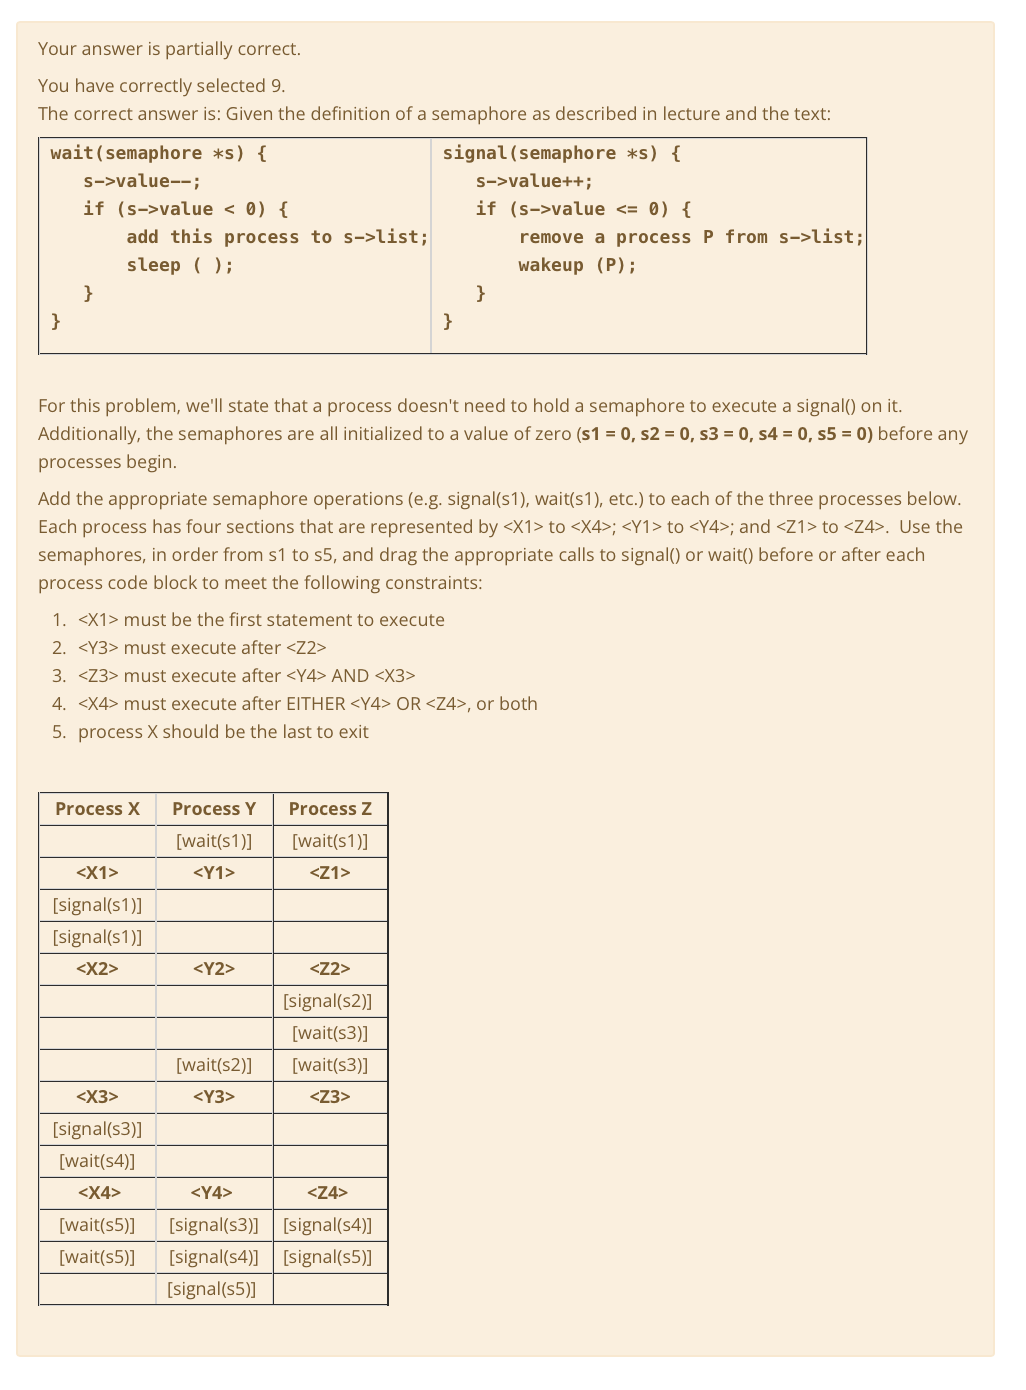 Your answer is partially correct.
You have correctly selected 9.
The correct answer is: Given the definition of a semaphore as described in lecture and the text:
wait(semaphore *s) {
s->value--;
if (s->value < 0) {
add this process to s->list;
sleep ( );
}
}
signal(semaphore *s) {
s->value++;
if (s->value <= 0) {
remove a process P from s->list;
wakeup (P);
}
}
For this problem, we'll state that a process doesn't need to hold a semaphore to execute a signal() on it.
Additionally, the semaphores are all initialized to a value of zero (s1 = 0, s2 = 0, s3 = 0, s4 = 0, s5 = 0) before any
processes begin.
Add the appropriate semaphore operations (e.g. signal(s1), wait(s1), etc.) to each of the three processes below.
Each process has four sections that are represented by <X1> to <X4>; <Y1> to <Y4>; and <Z1> to <Z4>. Use the
semaphores, in order from s1 to s5, and drag the appropriate calls to signal() or wait() before or after each
process code block to meet the following constraints:
1. <X1> must be the first statement to execute
2. <Y3> must execute after <Z2>
3. <Z3> must execute after <Y4> AND <X3>
4. <X4> must execute after EITHER <Y4> OR <Z4>, or both
5. process X should be the last to exit
Process X Process Y Process Z
[wait(s1)] [wait(s1)]
<X1> <Y1> <Z1>
[signal(s1)]
[signal(s1)]
<X2> <Y2> <Z2>
[signal(s2)]
[wait(s3)]
[wait(s2)] [wait(s3)]
<X3> <Y3> <Z3>
[signal(s3)]
[wait(s4)]
<X4> <Y4> <Z4>
[wait(s5)] [signal(s3)] [signal(s4)]
[wait(s5)] [signal(s4)] [signal(s5)]
[signal(s5)]